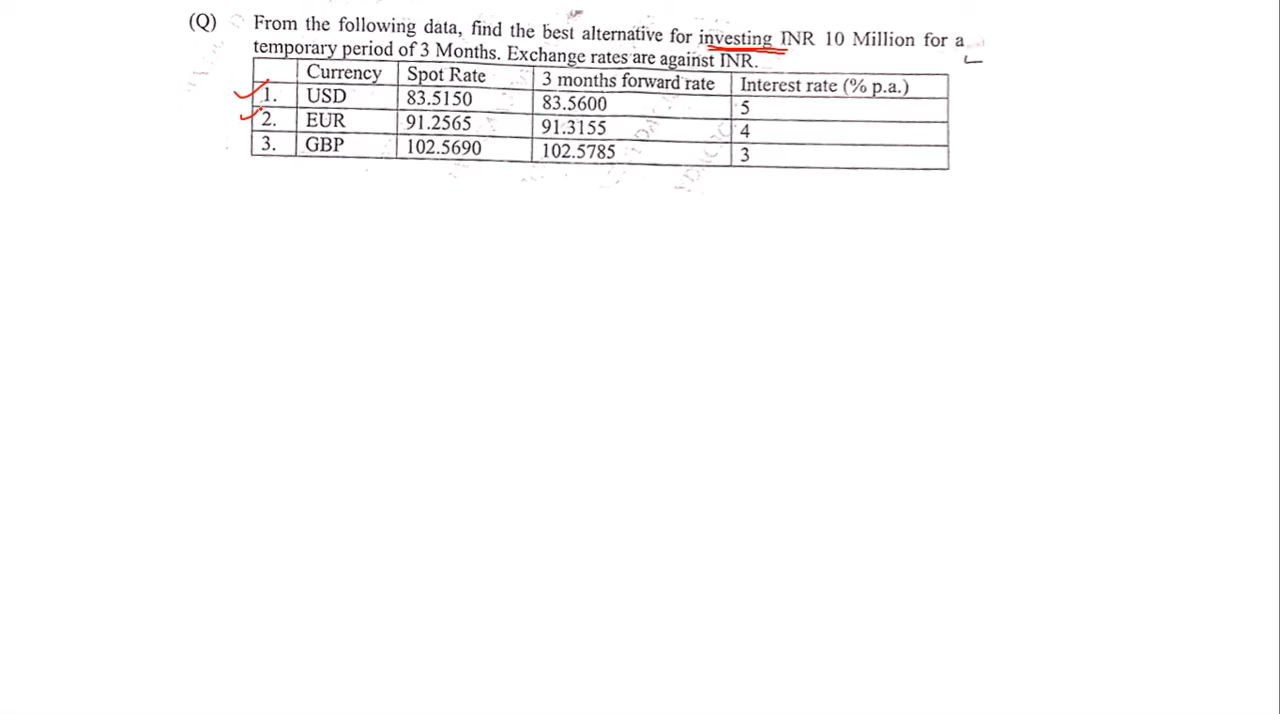 (Q) From the following data, find the best alternative for investing INR 10 Million for a
temporary period of 3 Months. Exchange rates are against INR.
Currency Spot Rate 3 months forward rate Interest rate (% p.a.)
1. USD 83.5150 83.5600 5
2. EUR 91.2565 91.3155 4
3. GBP 102.5690 102.5785 3